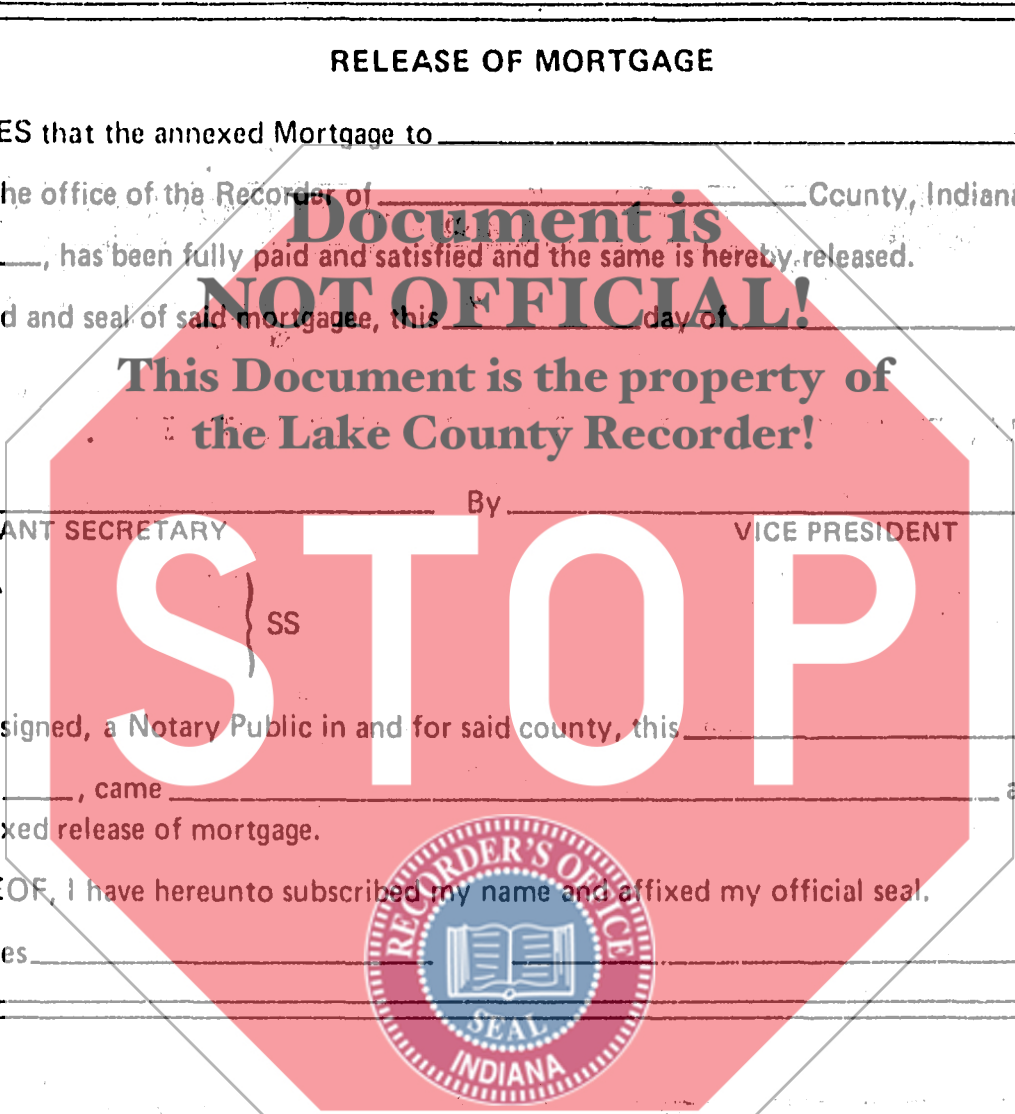 RELEASE OF MORTGAGE
ES that the annexed Mortgage to
he office of the Recorder of County, Indiana
Document is
, has been fully paid and satisfied and the same is hereby released.
NOT OFFICIAL!
d and seal of said mortgagee, this day of
This Document is the property of
the Lake County Recorder!
By
ANT SECRETARY VICE PRESIDENT
STOP
SS
signed, a Notary Public in and for said county, this
, came a
xed release of mortgage.
RECORDER'S OFFICE
EOF, I have hereunto subscribed my name and affixed my official seal.
es
SEAL
INDIANA